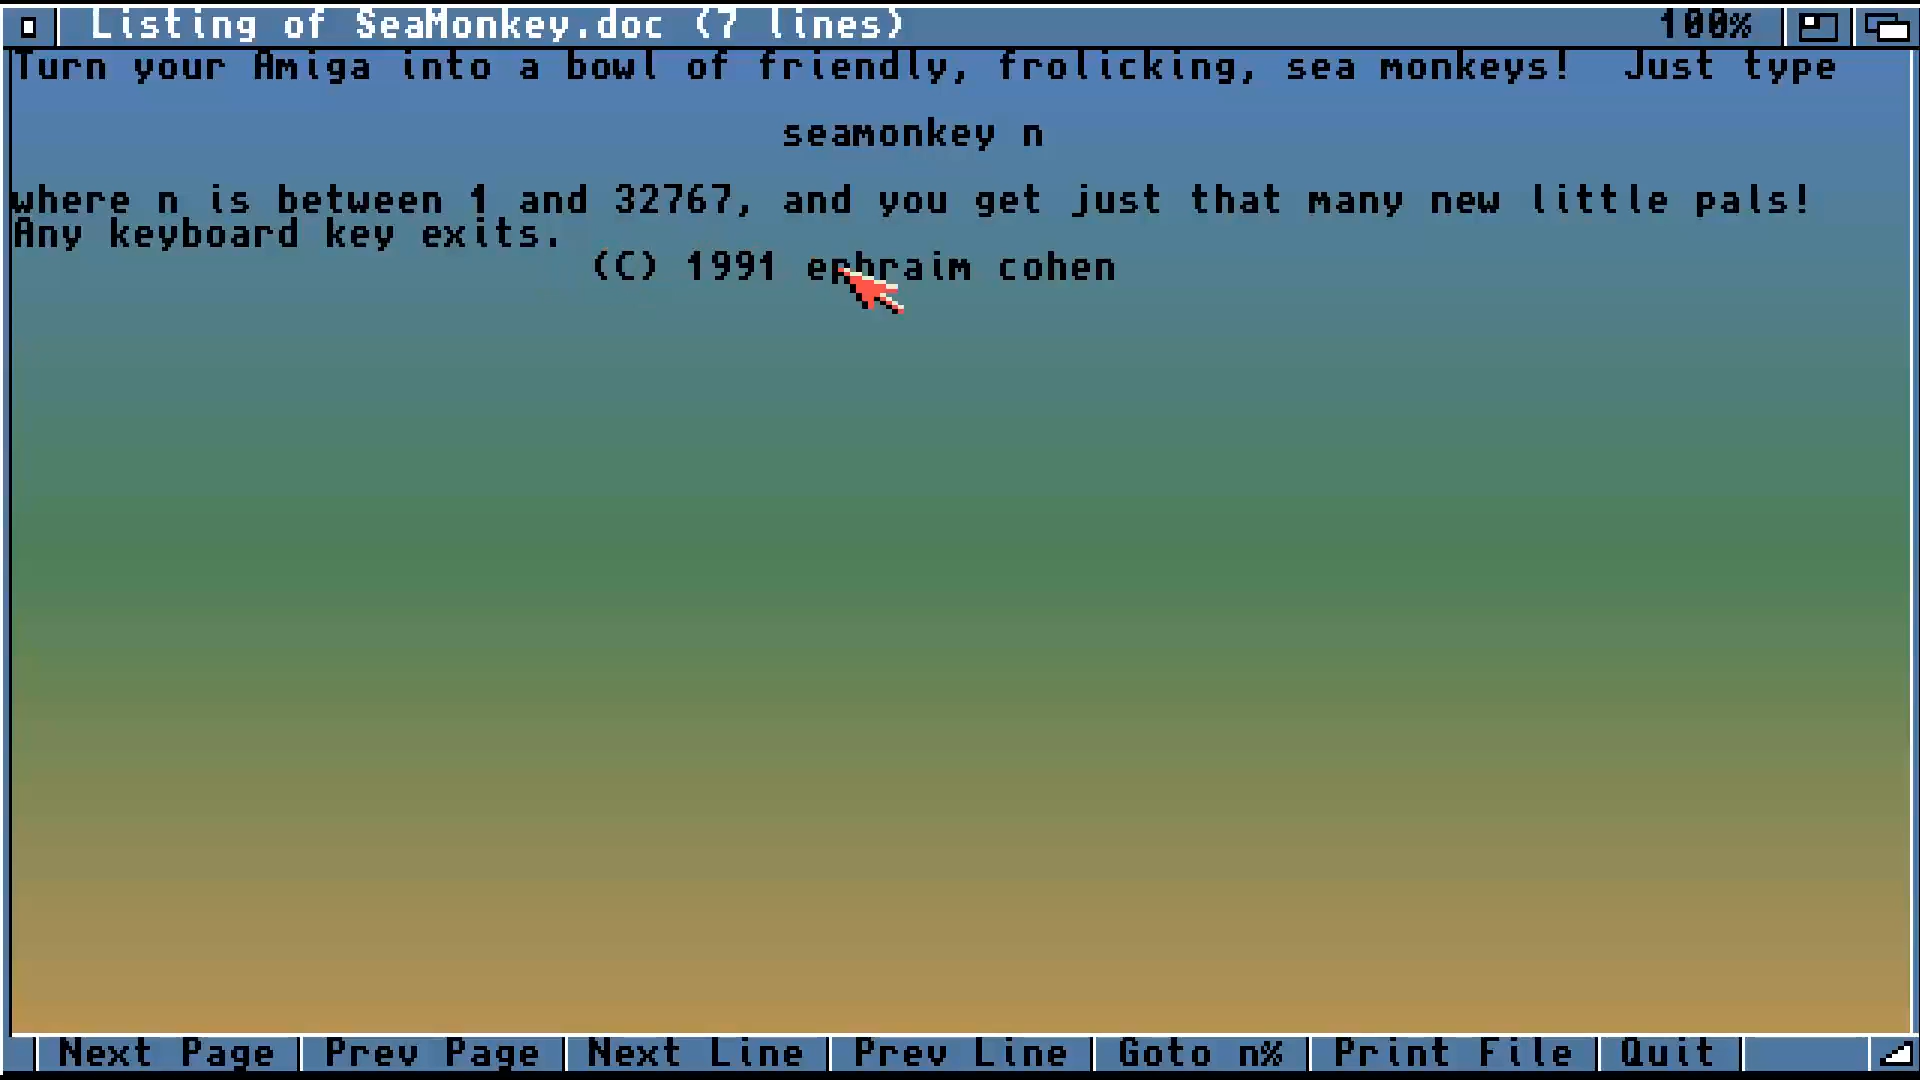 Listing of SeaMonkey.doc (7 lines) 100%
Turn your Amiga into a bowl of friendly, frolicking, sea monkeys!  Just type
seamonkey n
where n is between 1 and 32767, and you get just that many new little pals!
Any keyboard key exits.
(C) 1991 ephraim cohen
Next Page Prev Page Next Line Prev Line Goto n% Print File Quit